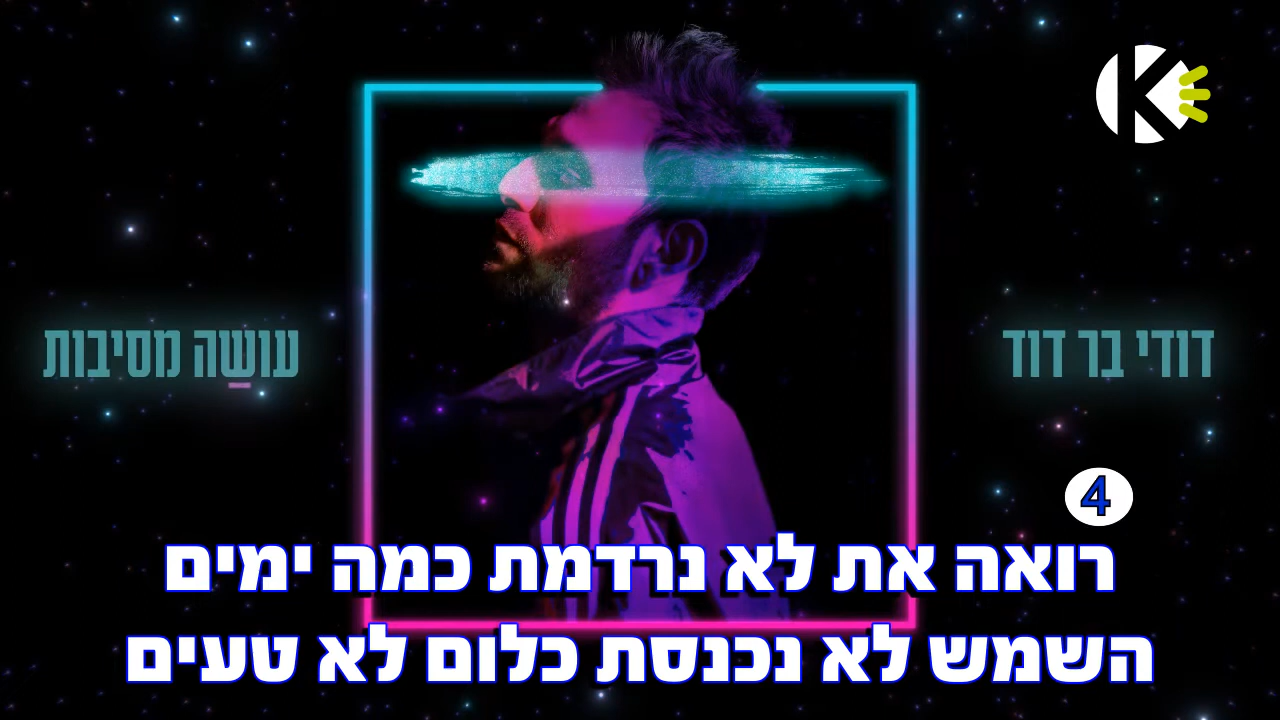 K
דודי בר דוד
עושה מסיבות
4
רואה את לא נרדמת כמה ימים
השמש לא נכנסת כלום לא טעים